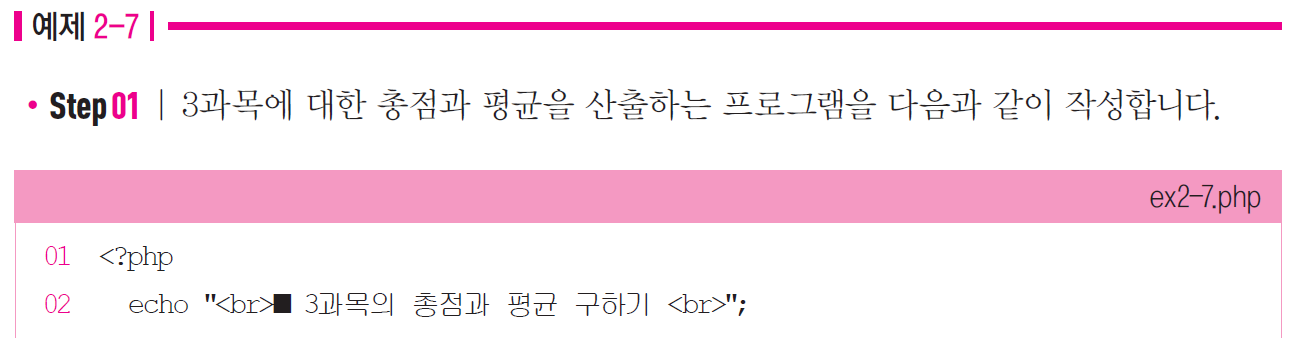 예제 2-7
• Step 01 | 3과목에 대한 총점과 평균을 산출하는 프로그램을 다음과 같이 작성합니다.
ex2-7.php
01 <?php
02 echo "<br>■ 3과목의 총점과 평균 구하기 <br>";